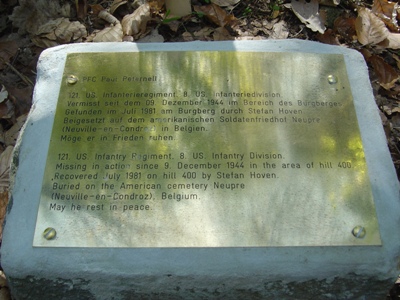 PFC Paul Peternell
121. US. Infanterieregiment, 8. US. Infanteriedivision.
Vermisst seit dem 09. Dezember 1944 im Bereich des Burgberges.
Gefunden im Juli 1981 am Burgberg durch Stefan Hoven.
Beigesetzt auf dem amerikanischen Soldatenfriedhof Neupre
(Neuville-en-Condroz) in Belgien.
Möge er in Frieden ruhen.
121. US. Infantry Regiment, 8. US. Infantry Division.
Missing in action since 9. December 1944 in the area of hill 400.
Recovered July 1981 on hill 400 by Stefan Hoven.
Buried on the American cemetery Neupre
(Neuville-en-Condroz), Belgium.
May he rest in peace.